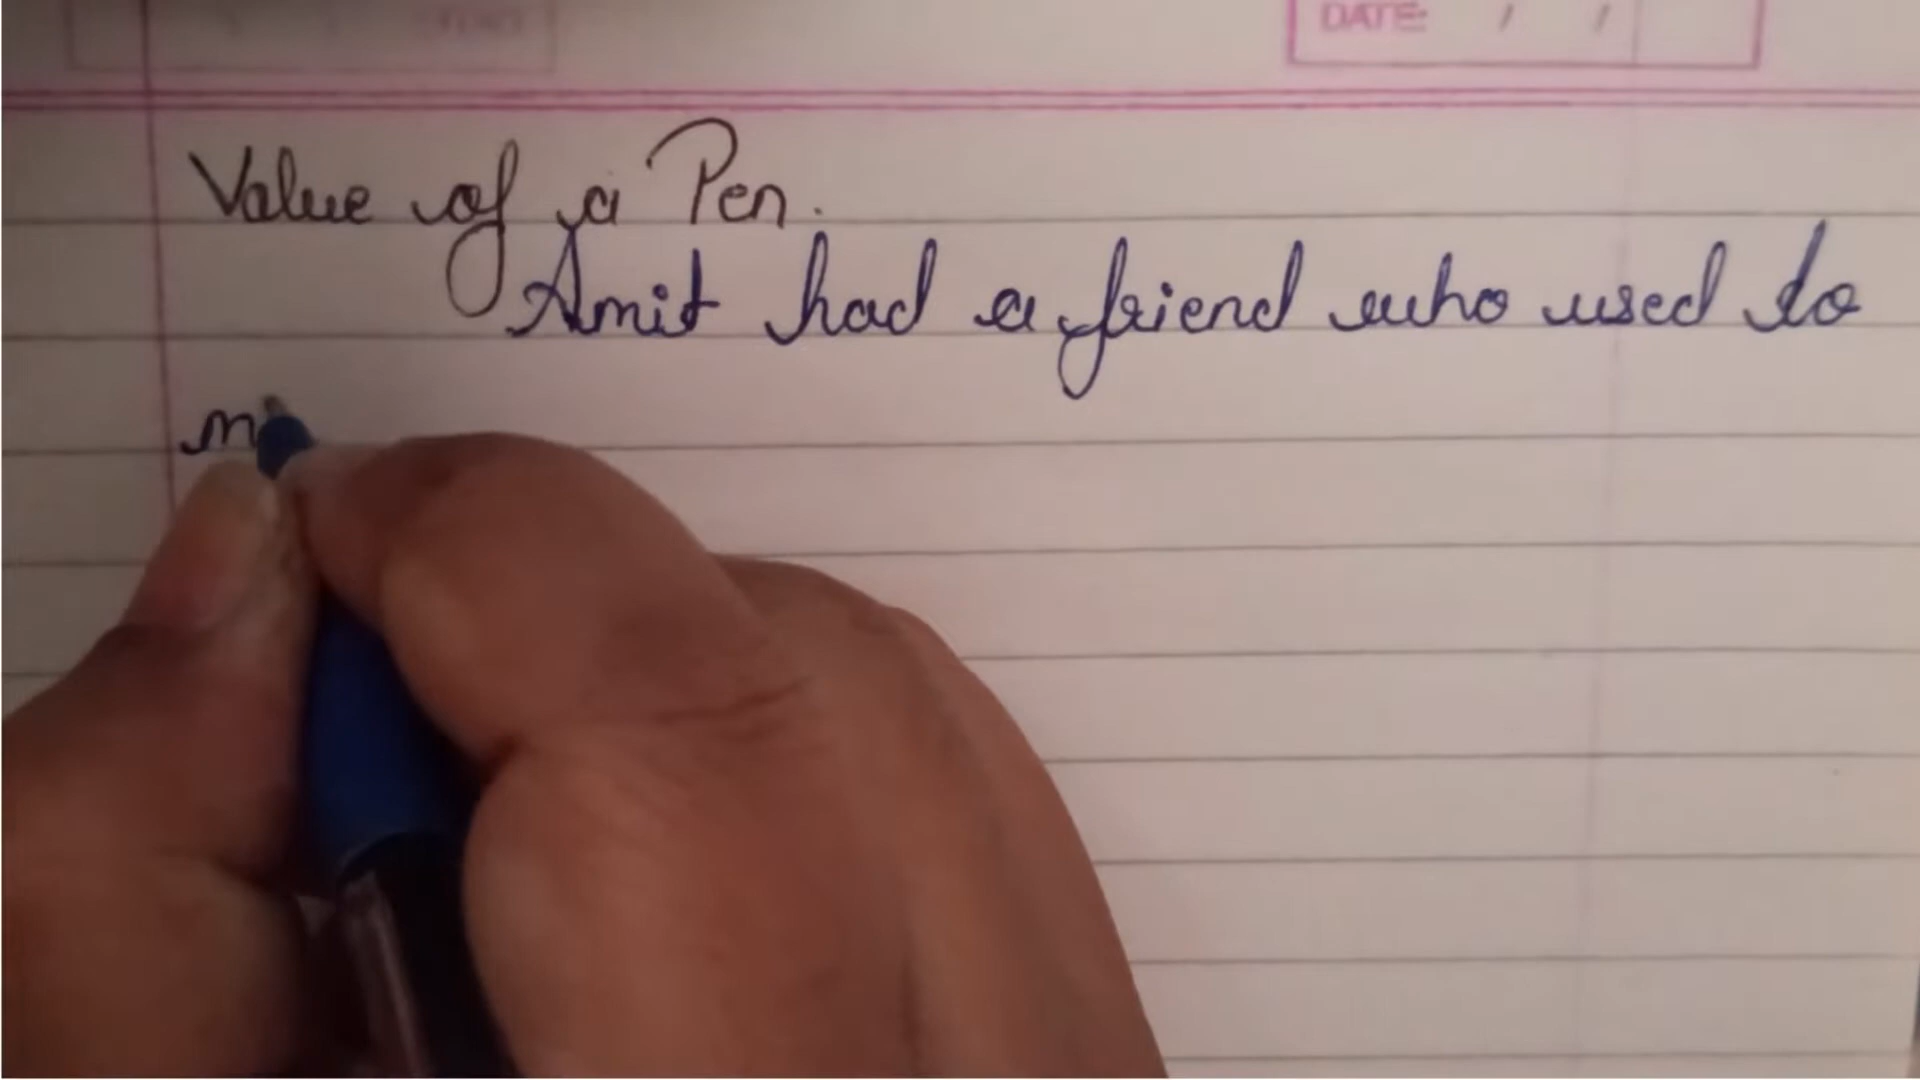 DATE: / /
Value of a Pen.
Amit had a friend who used to
m